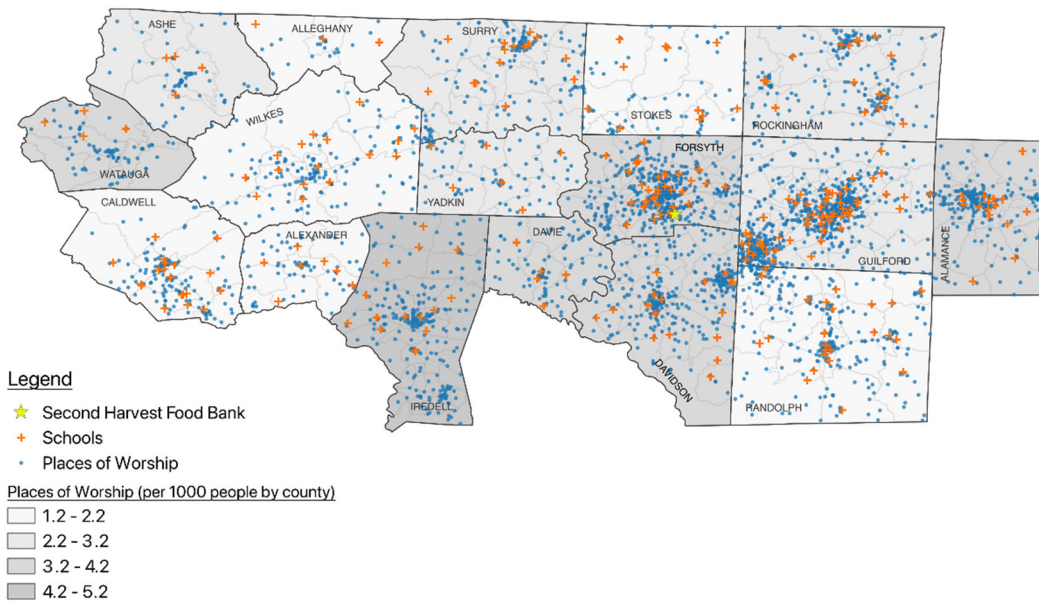 ASHE
ALLEGHANY
SURRY
STOKES
ROCKINGHAM
WILKES
WATAUGA
YADKIN
FORSYTH
CALDWELL
ALEXANDER
DAVIE
GUILFORD
ALAMANCE
IREDELL
DAVIDSON
RANDOLPH
Legend
Second Harvest Food Bank
Schools
Places of Worship
Places of Worship (per 1000 people by county)
1.2 - 2.2
2.2 - 3.2
3.2 - 4.2
4.2 - 5.2